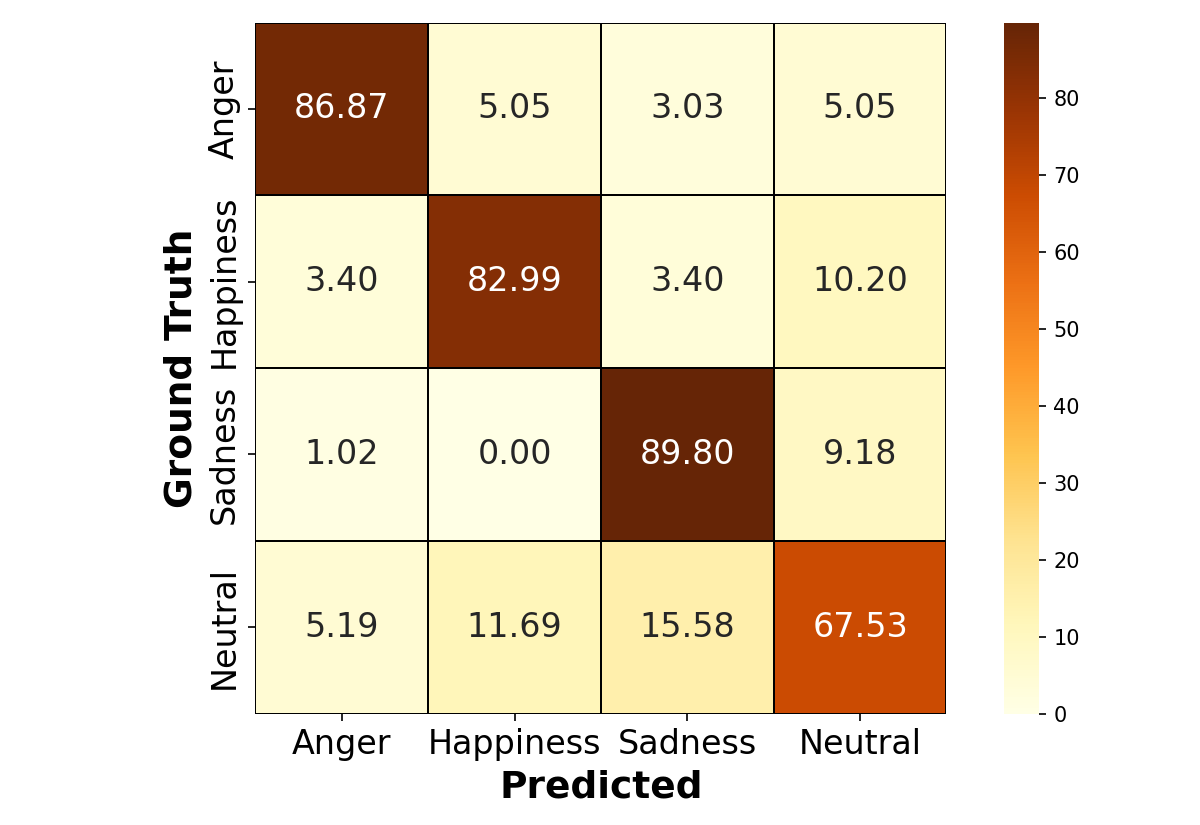 Ground Truth
Anger
86.87 5.05 3.03 5.05
Happiness
3.40 82.99 3.40 10.20
Sadness
1.02 0.00 89.80 9.18
Neutral
5.19 11.69 15.58 67.53
Anger Happiness Sadness Neutral
Predicted
80
70
60
50
40
30
20
10
0